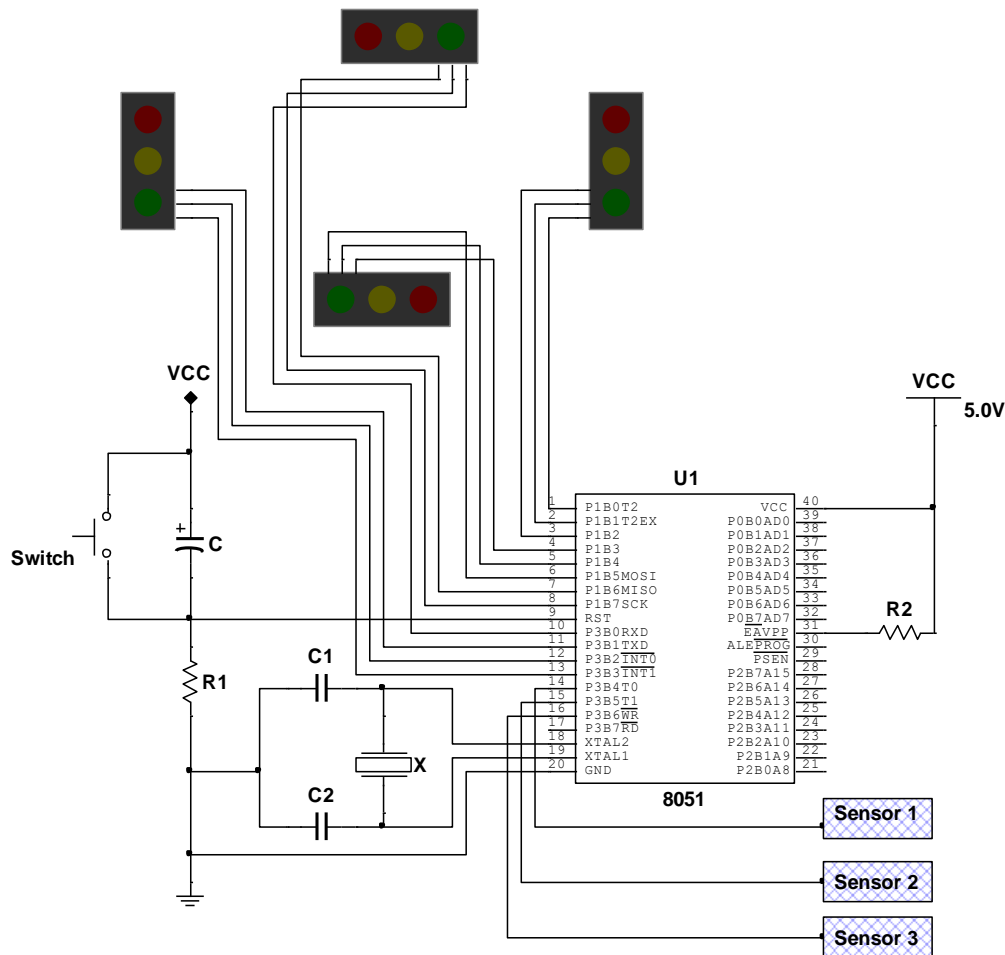 VCC
VCC
5.0V
U1
1 P1B0T2 VCC 40
2 P1B1T2EX P0B0AD0 39
3 P1B2 P0B1AD1 38
4 P1B3 P0B2AD2 37
5 P1B4 P0B3AD3 36
6 P1B5MOSI P0B4AD4 35
7 P1B6MISO P0B5AD5 34
8 P1B7SCK P0B6AD6 33
9 RST P0B7AD7 32
10 P3B0RXD EAVPP 31
11 P3B1TXD ALEPROG 30
12 P3B2INT0 PSEN 29
13 P3B3INT1 P2B7A15 28
14 P3B4T0 P2B6A14 27
15 P3B5T1 P2B5A13 26
16 P3B6WR P2B4A12 25
17 P3B7RD P2B3A11 24
18 XTAL2 P2B2A10 23
19 XTAL1 P2B1A9 22
20 GND P2B0A8 21
8051
Switch
+
C
R2
R1
C1
X
C2
Sensor 1
Sensor 2
Sensor 3